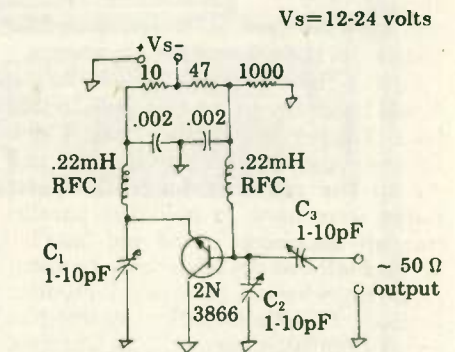 Vs=12-24 volts
+ Vs-
10 47 1000
.002 .002
.22mH
RFC
.22mH
RFC
C₃
1-10pF
C₁
1-10pF
2N
3866
C₂
1-10pF
~ 50 Ω
output